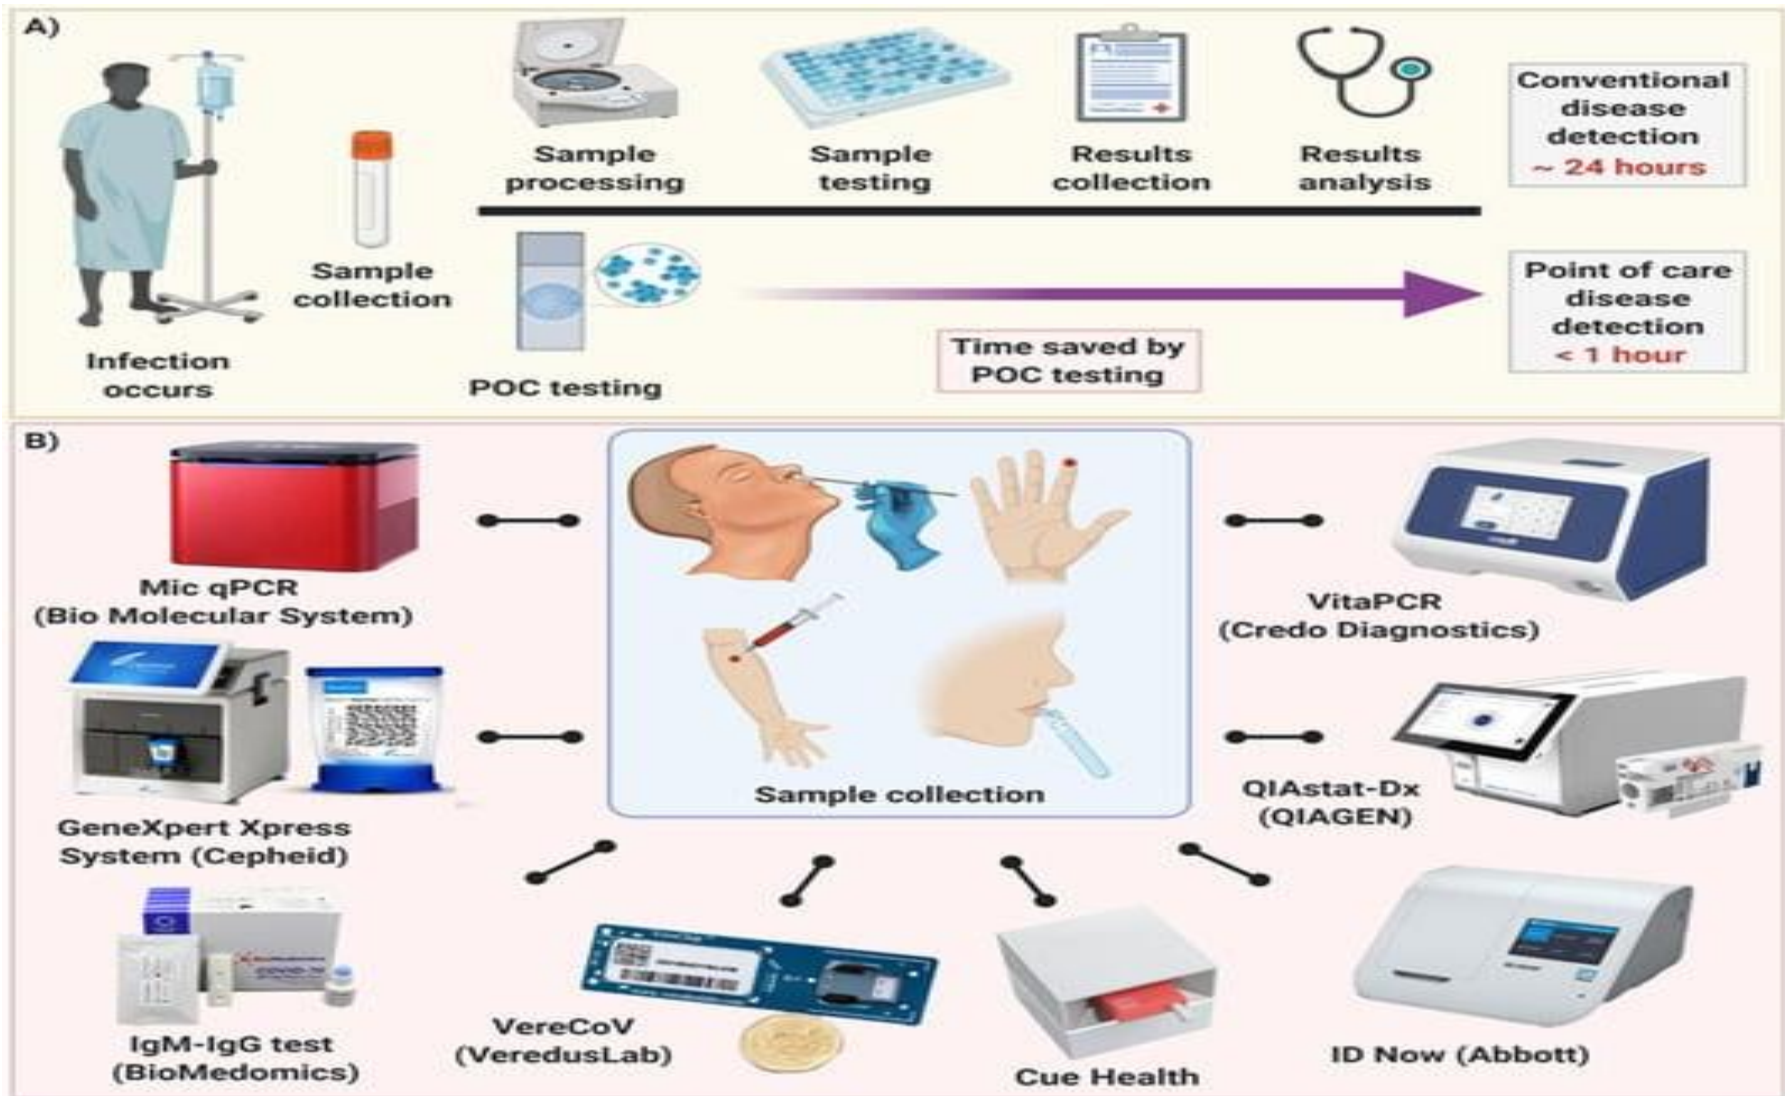 A)
Sample
processing
Sample
testing
Results
collection
Results
analysis
Conventional
disease
detection
~ 24 hours
Sample
collection
Infection
occurs
POC testing
Time saved by
POC testing
Point of care
disease
detection
< 1 hour
B)
Mic qPCR
(Bio Molecular System)
VitaPCR
(Credo Diagnostics)
GeneXpert Xpress
System (Cepheid)
Sample collection
QIAstat-Dx
(QIAGEN)
BioMedomics
COVID-19
IgM-IgG test
(BioMedomics)
VereCoV
(VeredusLab)
Cue Health
ID Now (Abbott)